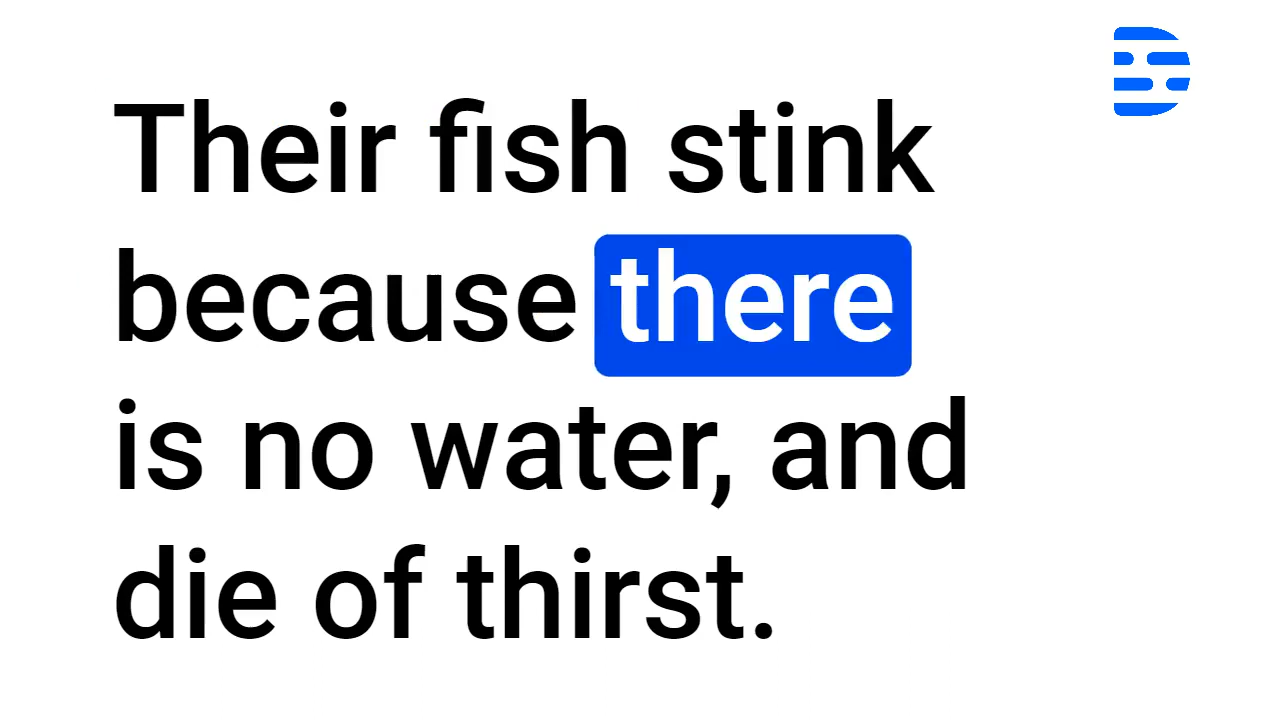 Their fish stink
because there
is no water, and
die of thirst.